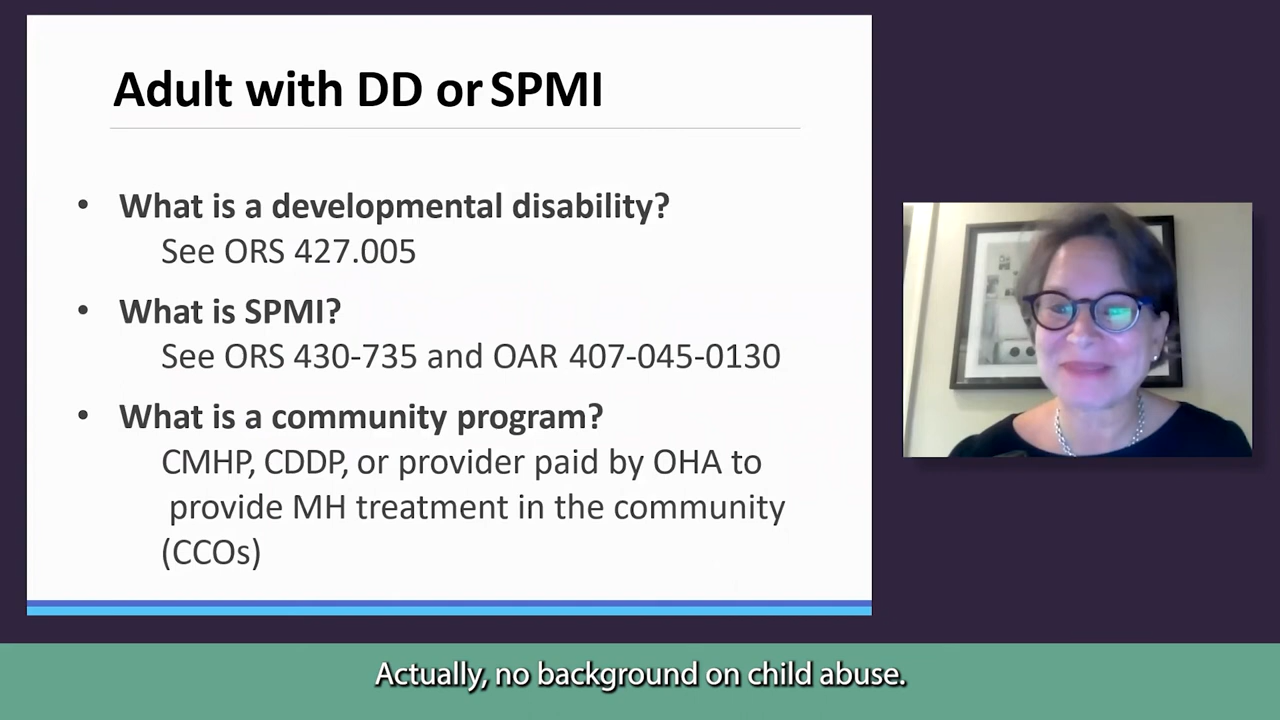 Adult with DD or SPMI
• What is a developmental disability?
See ORS 427.005
• What is SPMI?
See ORS 430-735 and OAR 407-045-0130
• What is a community program?
CMHP, CDDP, or provider paid by OHA to
provide MH treatment in the community
(CCOs)
Actually, no background on child abuse.